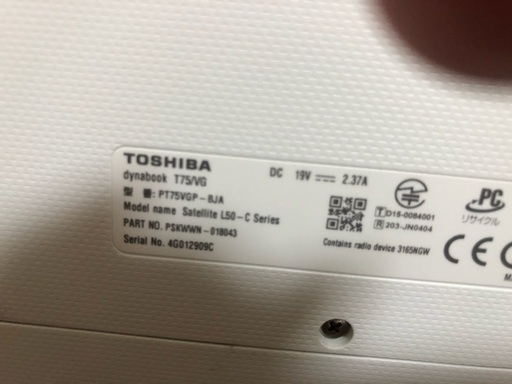 TOSHIBA
dynabook T75/VG
DC 19V 2.37A
型 番: PT75VGP-BJA
Model name Satellite L50-C Series
PART NO. PSKWWN-018043
Serial No. 4G012909C
T D15-0084001
R 203-JN0404
Contains radio device 3165NGW
PC
リサイクル
CE